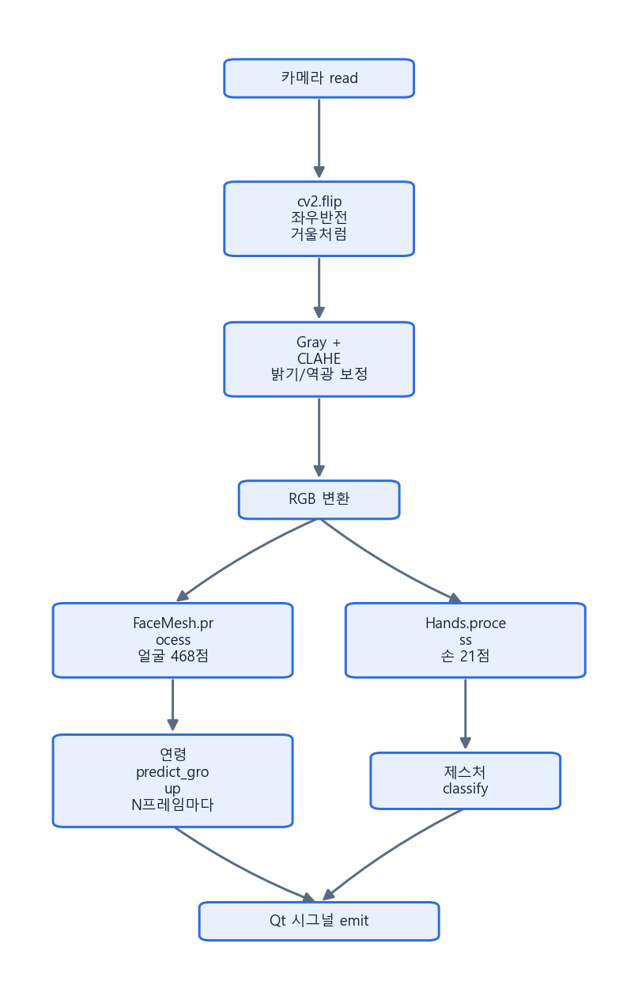 카메라 read
cv2.flip
좌우반전
거울처럼
Gray +
CLAHE
밝기/역광 보정
RGB 변환
FaceMesh.pr
ocess
얼굴 468점
Hands.proce
ss
손 21점
연령
predict_gro
up
N프레임마다
제스처
classify
Qt 시그널 emit